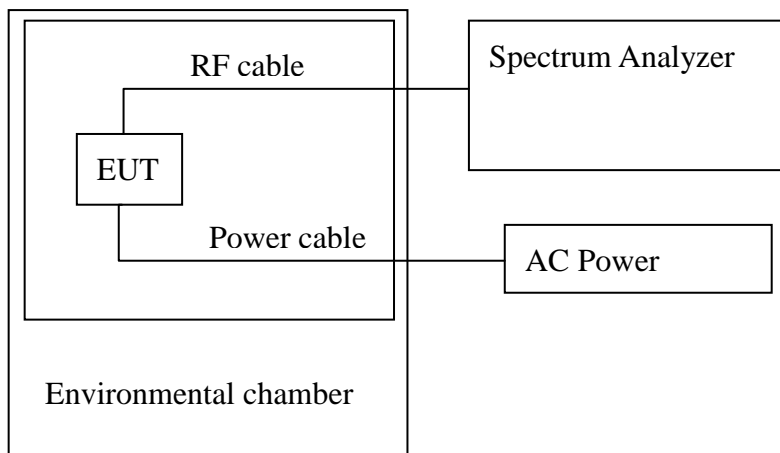 RF cable
Spectrum Analyzer
EUT
Power cable
AC Power
Environmental chamber